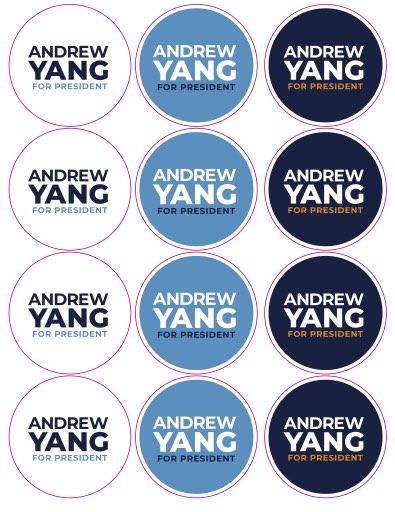 ANDREW
YANG
FOR PRESIDENT
ANDREW
YANG
FOR PRESIDENT
ANDREW
YANG
FOR PRESIDENT
ANDREW
YANG
FOR PRESIDENT
ANDREW
YANG
FOR PRESIDENT
ANDREW
YANG
FOR PRESIDENT
ANDREW
YANG
FOR PRESIDENT
ANDREW
YANG
FOR PRESIDENT
ANDREW
YANG
FOR PRESIDENT
ANDREW
YANG
FOR PRESIDENT
ANDREW
YANG
FOR PRESIDENT
ANDREW
YANG
FOR PRESIDENT